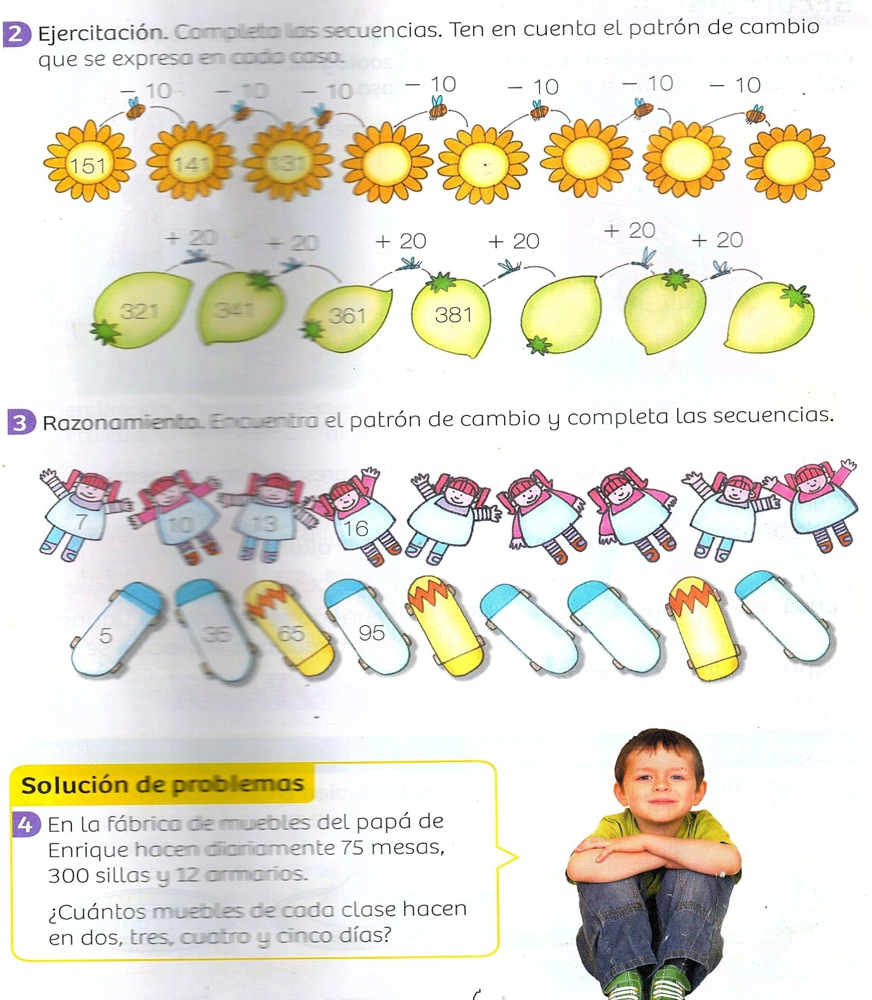 2 Ejercitación. Completa las secuencias. Ten en cuenta el patrón de cambio
que se expresa en cada caso.
− 10 − 10 − 10 − 10 − 10 − 10 − 10
151 141 131
+ 20 + 20 + 20 + 20 + 20 + 20
321 341 361 381
3 Razonamiento. Encuentra el patrón de cambio y completa las secuencias.
7 10 13 16
5 35 65 95
Solución de problemas
4 En la fábrica de muebles del papá de
Enrique hacen diariamente 75 mesas,
300 sillas y 12 armarios.
¿Cuántos muebles de cada clase hacen
en dos, tres, cuatro y cinco días?